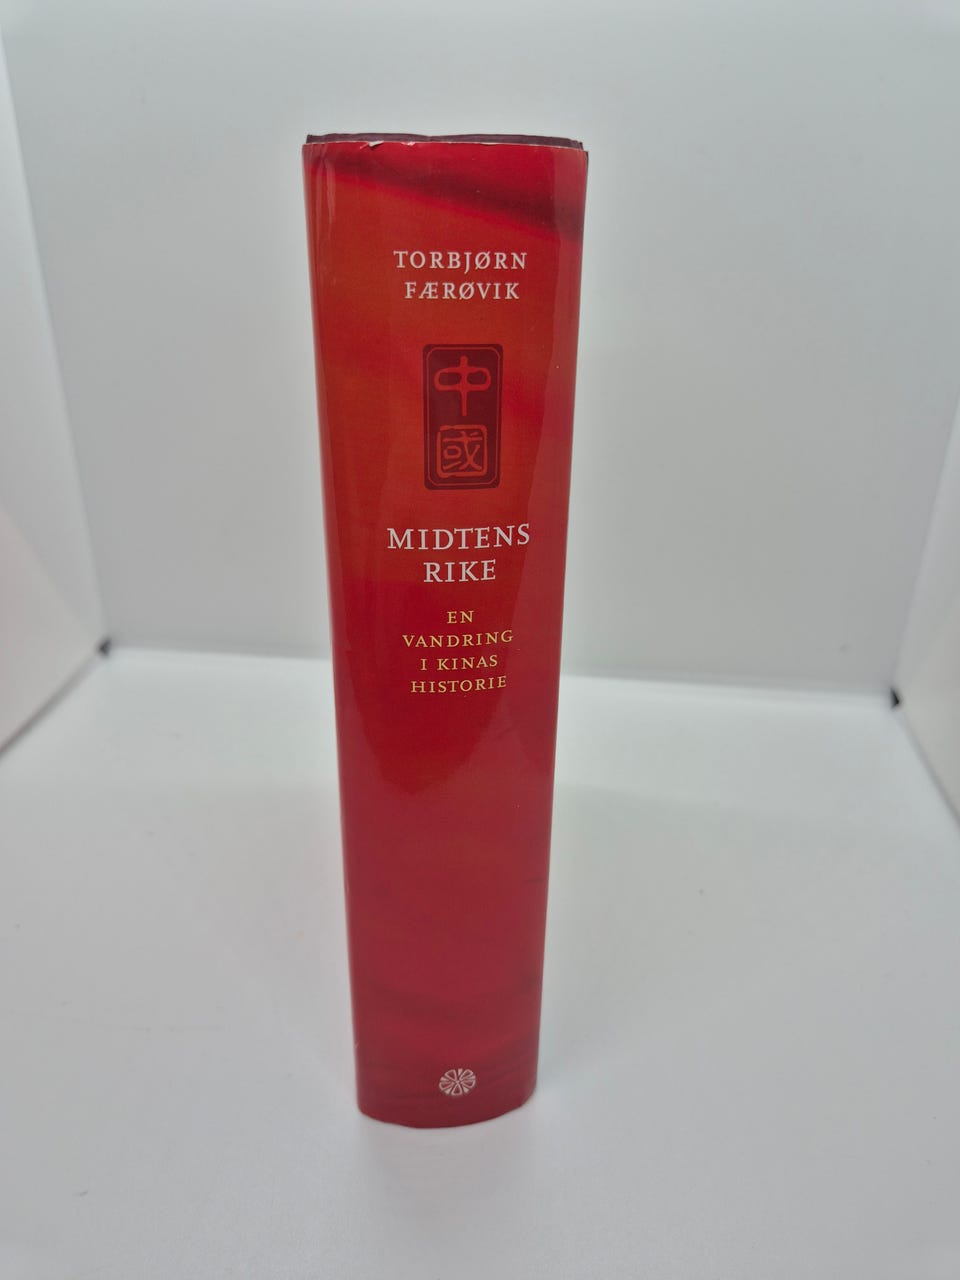 TORBJØRN
FÆRØVIK
中
國
MIDTENS
RIKE
EN
VANDRING
I KINAS
HISTORIE